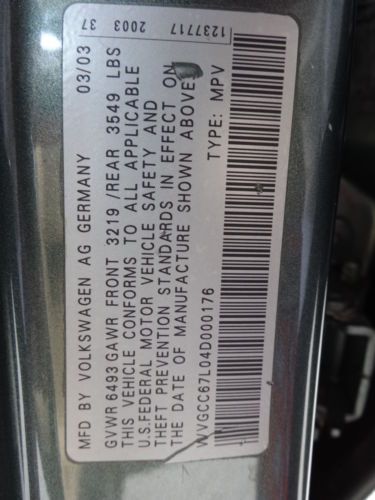 37 2003 1237717
MFD BY VOLKSWAGEN AG GERMANY 03/03
GVWR 6493 GAWR FRONT 3219 /REAR 3549 LBS
THIS VEHICLE CONFORMS TO ALL APPLICABLE
U.S.FEDERAL MOTOR VEHICLE SAFETY AND
THEFT PREVENTION STANDARDS IN EFFECT ON
THE DATE OF MANUFACTURE SHOWN ABOVE
WVGCC67L04D000176 TYPE: MPV